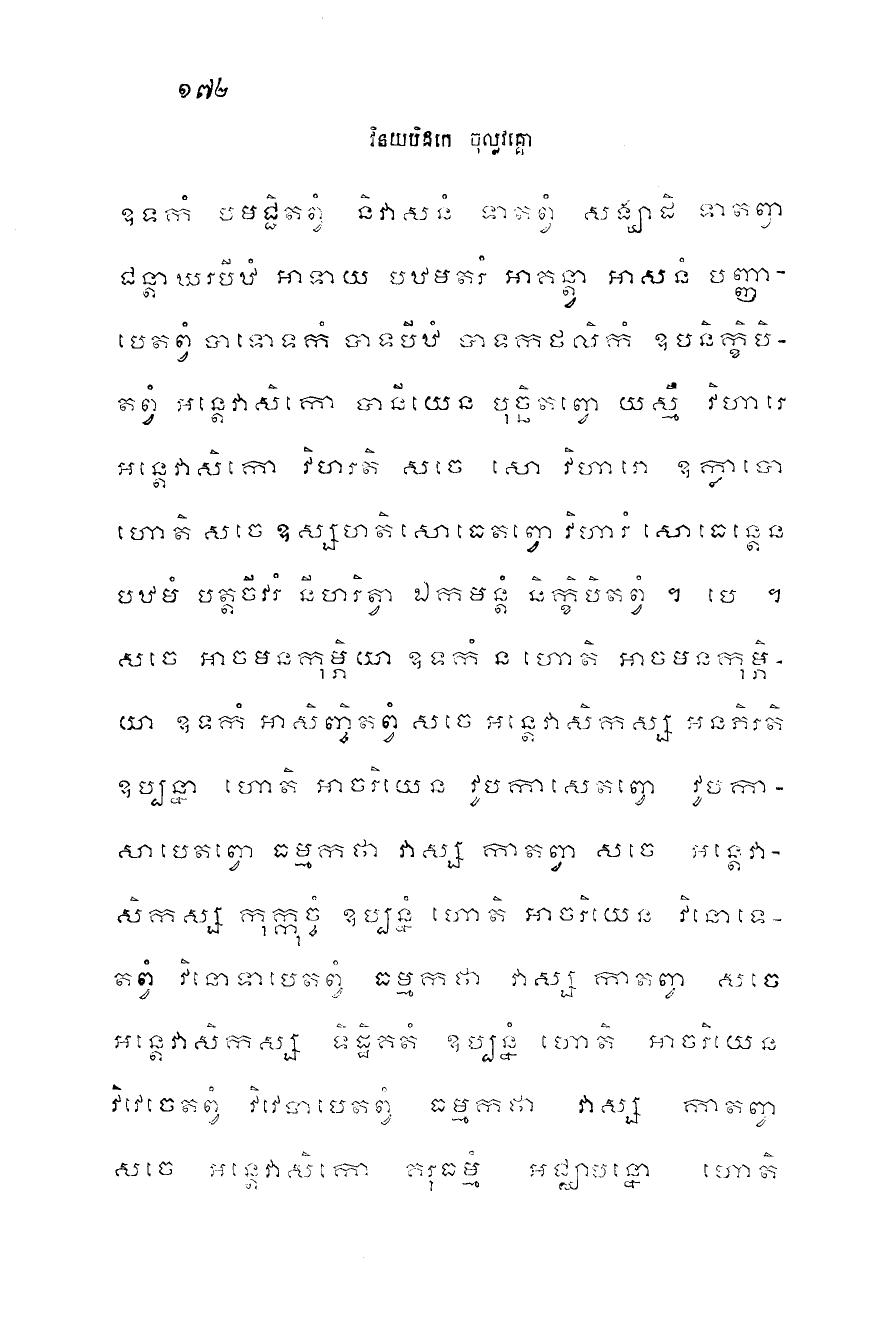 ១៧២
វិនយបិដកេ ចុល្លវគ្គោ
ឧទកំ បមជ្ជិតព្វំ និវាសនំ ទាតព្វំ សង្ឃាដិ ទាតព្វា
ជន្តាឃរបីឋំ អាទាយ បឋមតរំ អាគន្ត្វា អាសនំ បញ្ញា-
បេតព្វំ បាទោទកំ បាទបីឋំ បាទកថលិកំ ឧបនិក្ខិបិ-
តព្វំ អន្តេវាសិកោ បានីយេន បុច្ឆិតព្វោ យស្មឹ វិហារេ
អន្តេវាសិកោ វិហរតិ សចេ សោ វិហារោ ឧក្លាបោ
ហោតិ សចេ ឧស្សហតិ សោធេតព្វោ វិហារំ សោធេន្តេន
បឋមំ បត្តចីវរំ នីហរិត្វា ឯកមន្តំ និក្ខិបិតព្វំ ។ បេ ។
សចេ អាចមនកុម្ភិយា ឧទកំ ន ហោតិ អាចមនកុម្ភិ-
យា ឧទកំ អាសិញ្ចិតព្វំ សចេ អន្តេវាសិកស្ស អនភិរតិ
ឧប្បន្នា ហោតិ អាចរិយេន វូបកាសេតព្វោ វូបកា-
សាបេតព្វោ ធម្មកថា វាស្ស កាតព្វា សចេ អន្តេវា-
សិកស្ស កុក្កុច្ចំ ឧប្បន្នំ ហោតិ អាចរិយេន វិនោទេ-
តព្វំ វិនោទាបេតព្វំ ធម្មកថា វាស្ស កាតព្វា សចេ
អន្តេវាសិកស្ស ទិដ្ឋិគតំ ឧប្បន្នំ ហោតិ អាចរិយេន
វិវេចេតព្វំ វិវេចាបេតព្វំ ធម្មកថា វាស្ស កាតព្វា
សចេ អន្តេវាសិកោ គរុធម្មំ អជ្ឈាបន្នោ ហោតិ